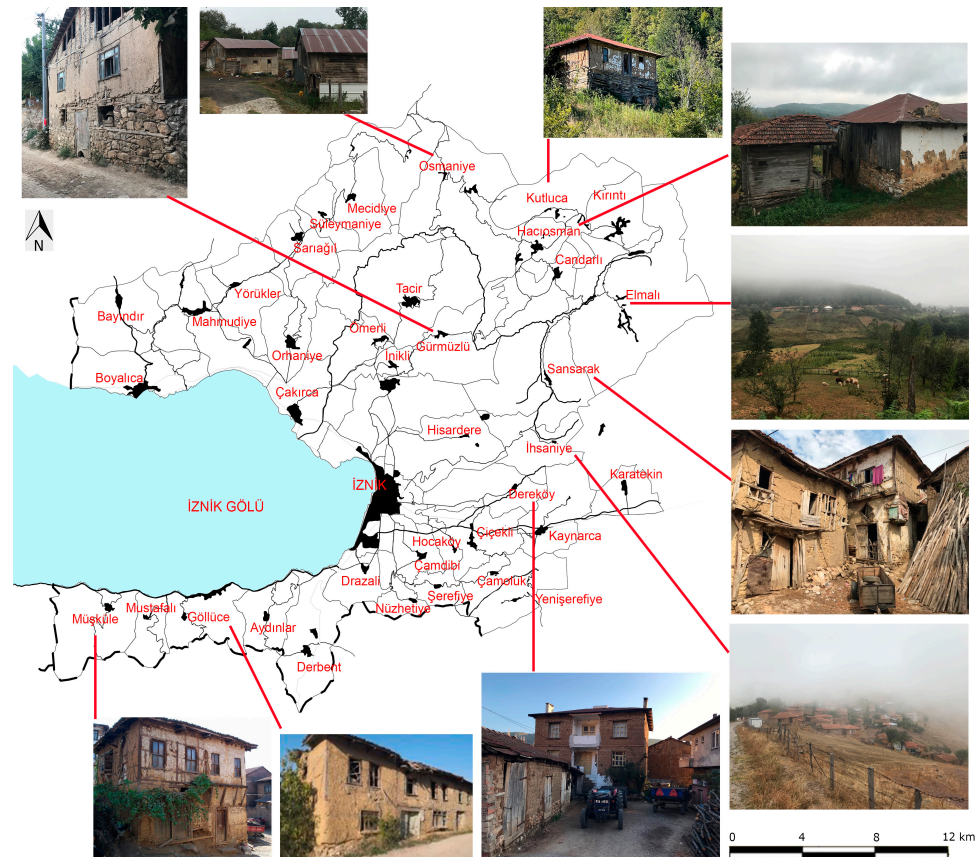 Osmaniye
Kutluca
Kırıntı
Mecidiye
Süleymaniye
Hacıosman
Sarıağıl
Candarlı
Yörükler
Tacir
Elmalı
Bayındır
Mahmudiye
Ömerli
Orhaniye
Gürmüzlü
İnikli
Boyalıca
Sansarak
Çakırca
Hisardere
İhsaniye
Karatekin
İZNİK
Dereköy
İZNİK GÖLÜ
Çiçekli
Kaynarca
Hocaköy
Çamdibi
Drazali
Çamoluk
Şerefiye
Yenişerefiye
Nüzhetiye
Mustafalı
Müşküle
Göllüce
Aydınlar
Derbent
N
0 4 8 12 km